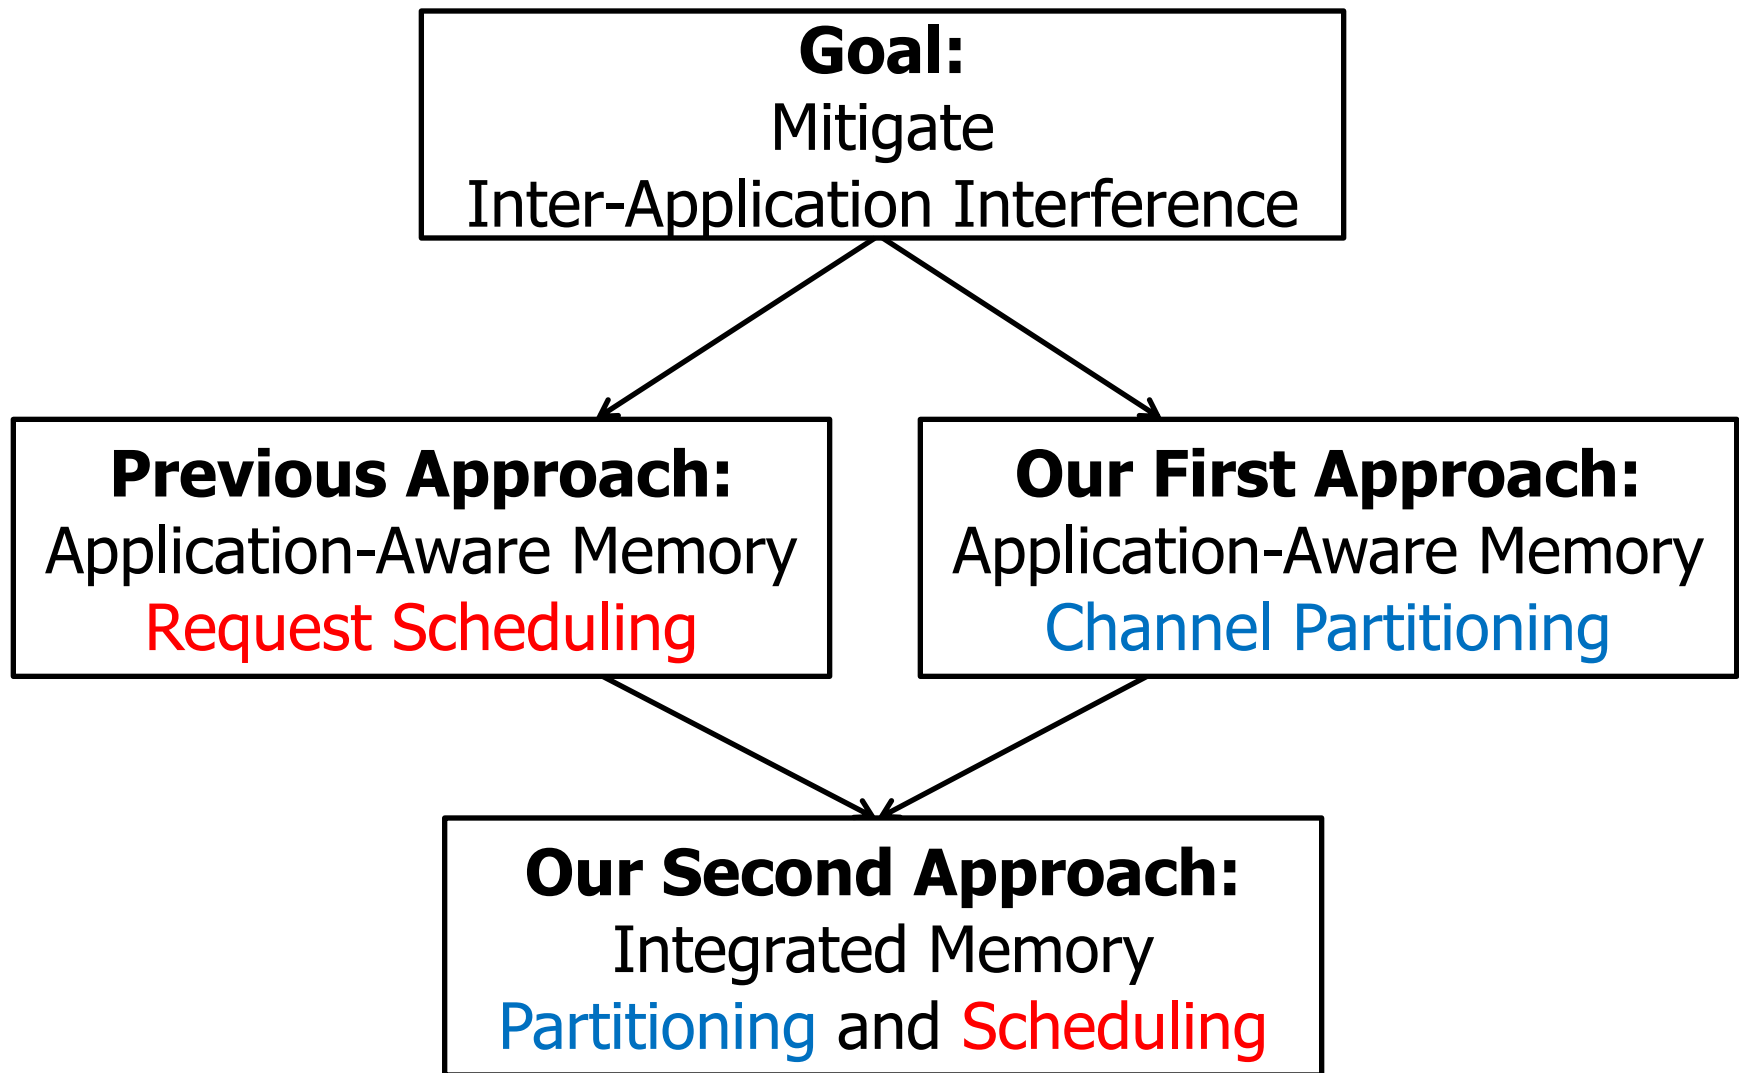 Goal:
Mitigate
Inter-Application Interference
Previous Approach:
Application-Aware Memory
Request Scheduling
Our First Approach:
Application-Aware Memory
Channel Partitioning
Our Second Approach:
Integrated Memory
Partitioning and Scheduling